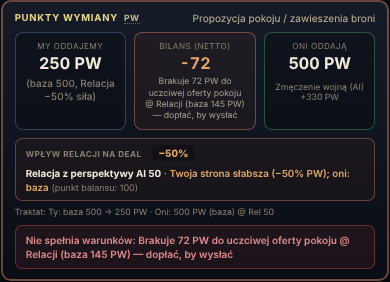 PUNKTY WYMIANY PW
Propozycja pokoju / zawieszenia broni
MY ODDAJEMY
250 PW
(baza 500, Relacja
−50% siła)
BILANS (NETTO)
-72
Brakuje 72 PW do
uczciwej oferty pokoju
@ Relacji (baza 145 PW)
— dopłać, by wysłać
ONI ODDAJĄ
500 PW
Zmęczenie wojną (AI)
+330 PW
WPŁYW RELACJI NA DEAL −50%
Relacja z perspektywy AI 50 · Twoja strona słabsza (−50% PW); oni:
baza (punkt balansu: 100)
Traktat: Ty: baza 500 → 250 PW · Oni: 500 PW (baza) @ Rel 50
Nie spełnia warunków: Brakuje 72 PW do uczciwej oferty pokoju @
Relacji (baza 145 PW) — dopłać, by wysłać